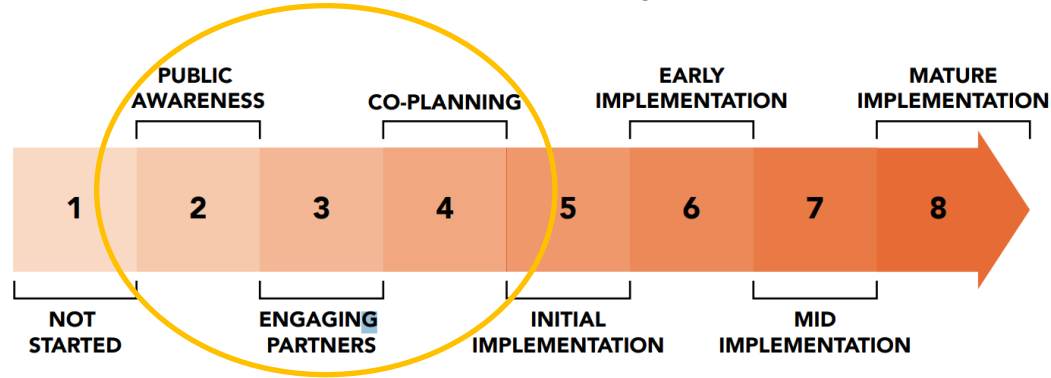 PUBLIC
AWARENESS
CO-PLANNING
EARLY
IMPLEMENTATION
MATURE
IMPLEMENTATION
1
2
3
4
5
6
7
8
NOT
STARTED
ENGAGING
PARTNERS
INITIAL
IMPLEMENTATION
MID
IMPLEMENTATION